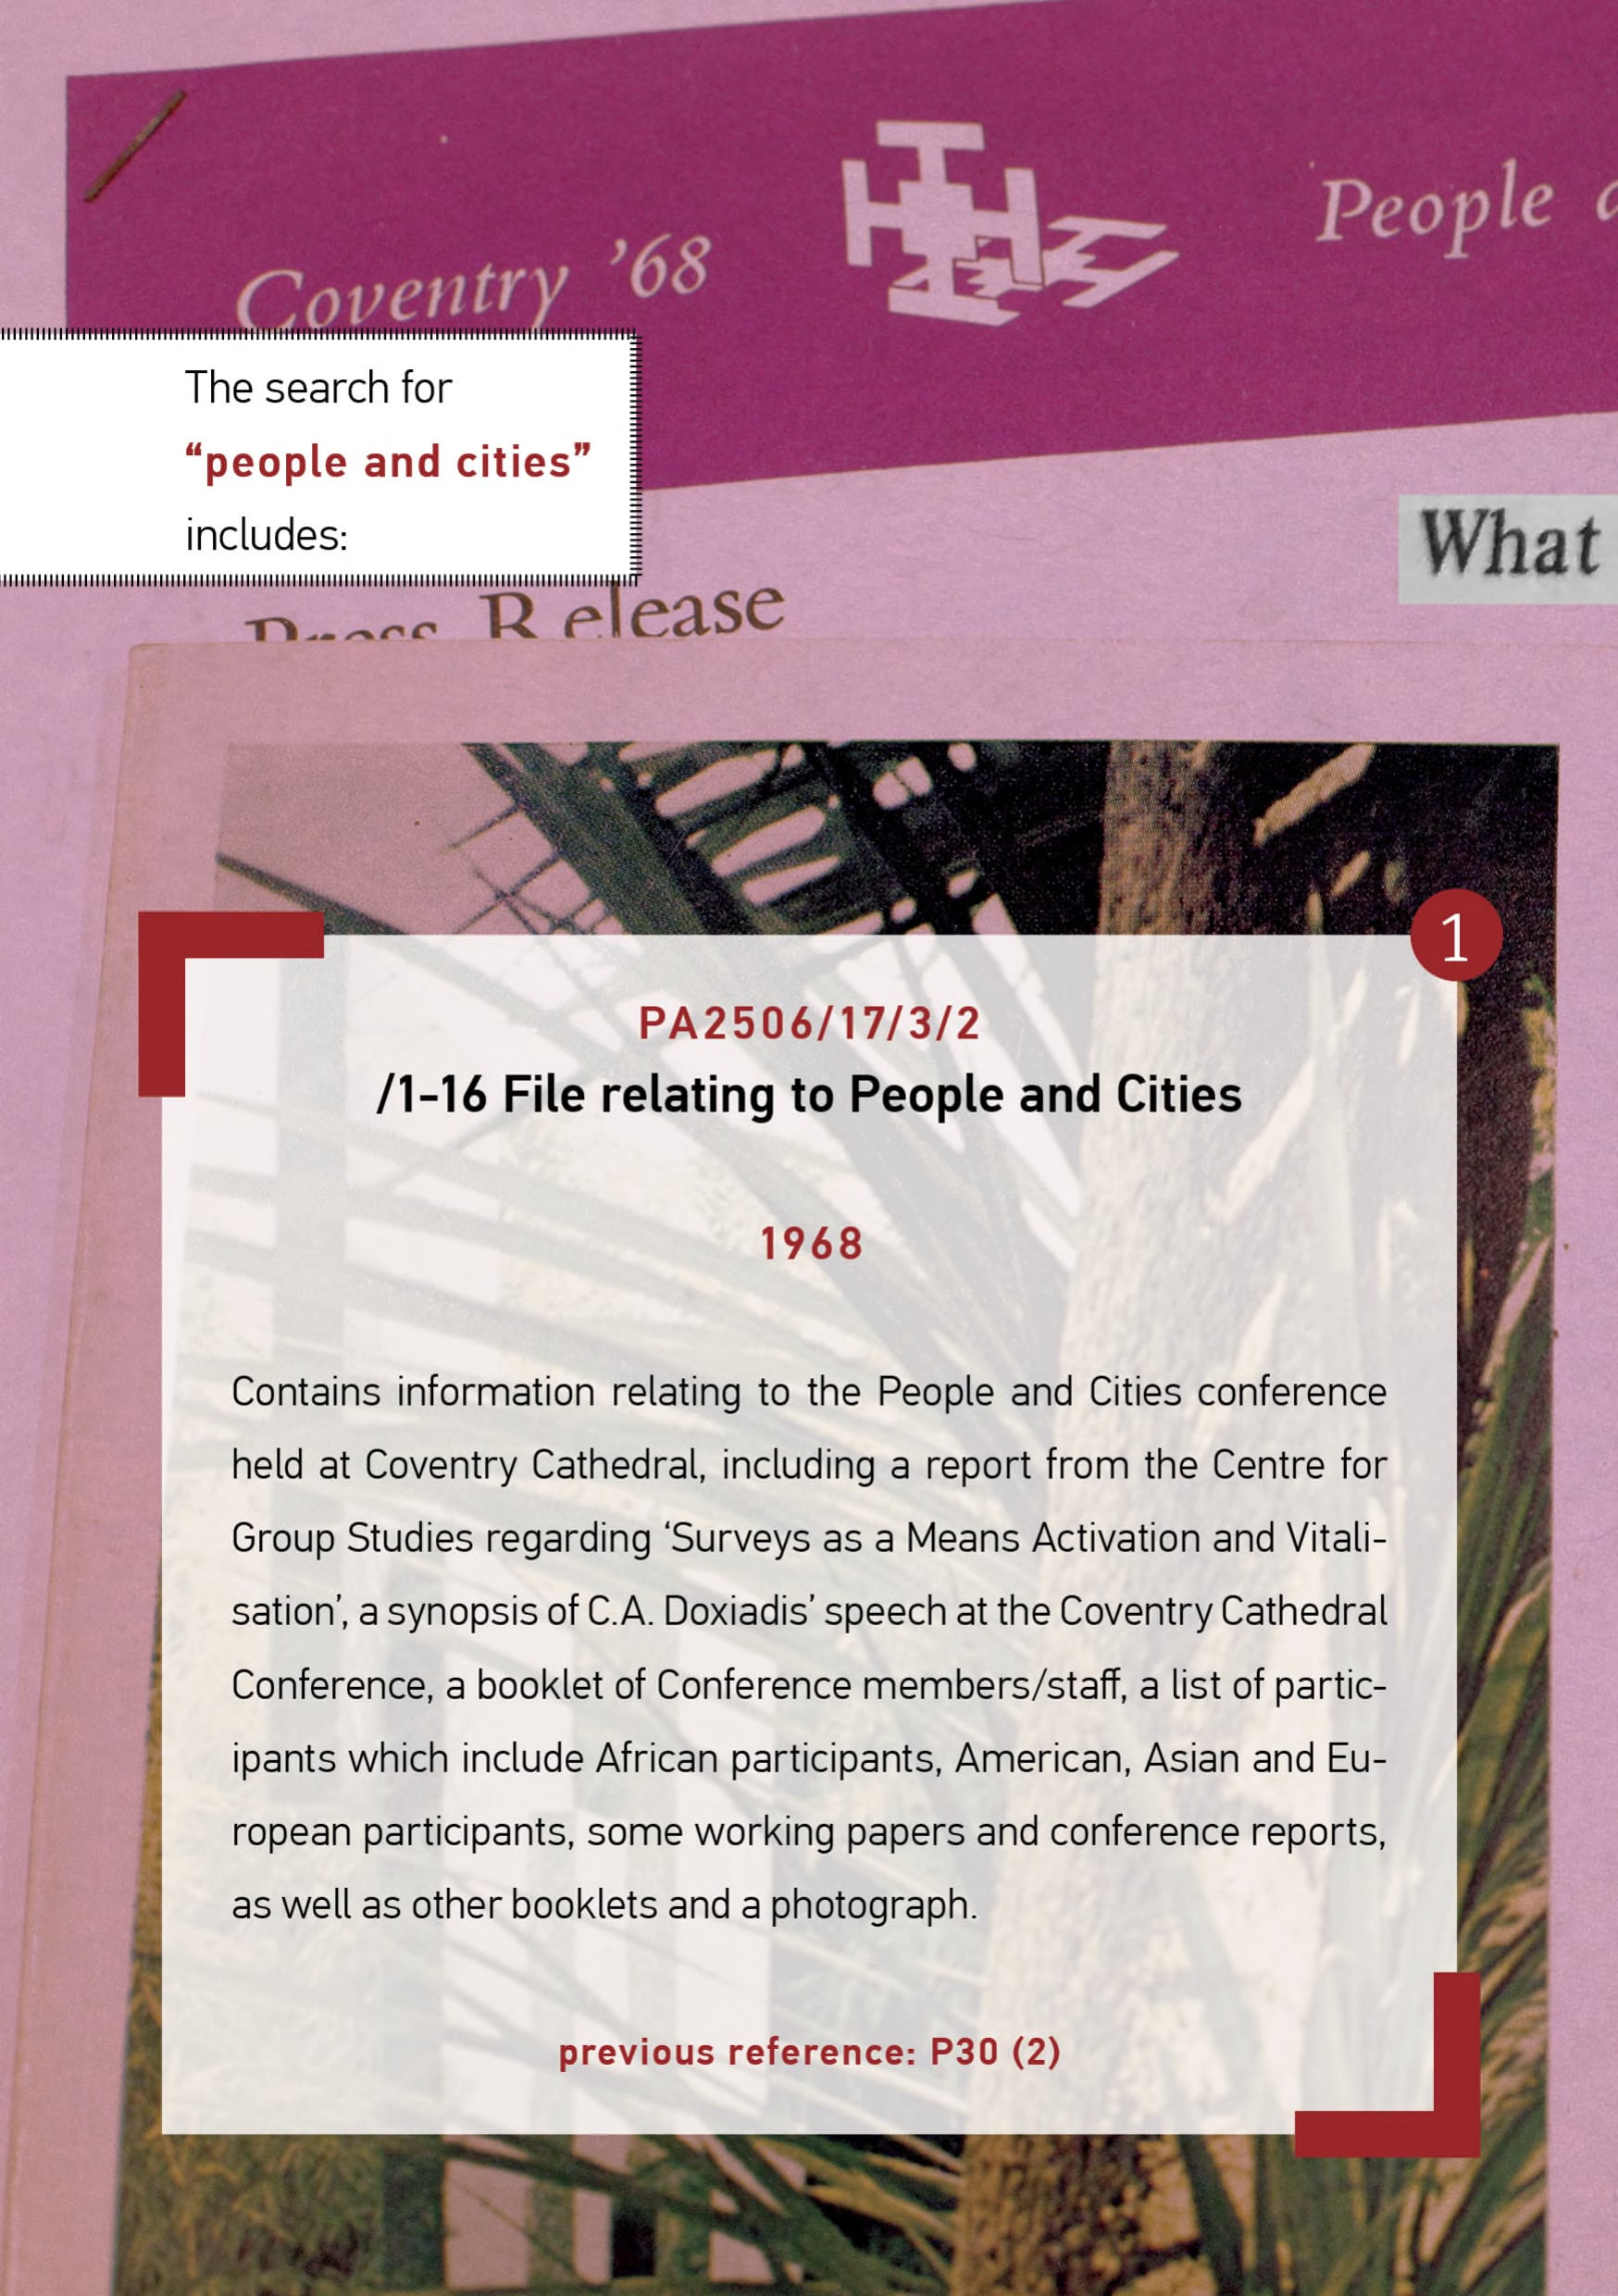 Coventry '68
People
The search for
“people and cities”
includes:
What
Release
1
PA2506/17/3/2
/1-16 File relating to People and Cities
1968
Contains information relating to the People and Cities conference
held at Coventry Cathedral, including a report from the Centre for
Group Studies regarding ‘Surveys as a Means Activation and Vitali-
sation’, a synopsis of C.A. Doxiadis’ speech at the Coventry Cathedral
Conference, a booklet of Conference members/staff, a list of partic-
ipants which include African participants, American, Asian and Eu-
ropean participants, some working papers and conference reports,
as well as other booklets and a photograph.
previous reference: P30 (2)